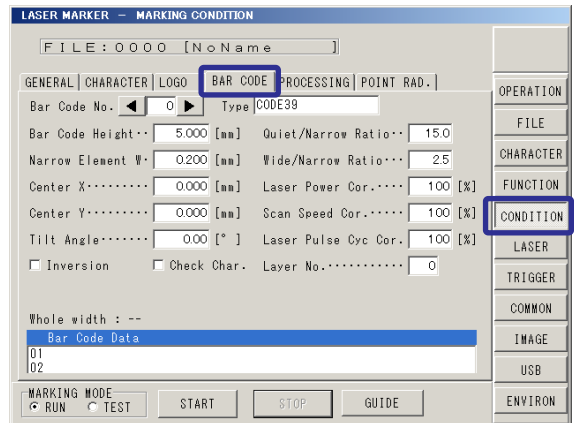 LASER MARKER － MARKING CONDITION
FILE:0000 [NoName ]
GENERAL CHARACTER LOGO BAR CODE PROCESSING POINT RAD.
Bar Code No. ◀ 0 ▶ Type CODE39
Bar Code Height·· 5.000 [mm] Quiet/Narrow Ratio·· 15.0
Narrow Element W· 0.200 [mm] Wide/Narrow Ratio··· 2.5
Center X········· 0.000 [mm] Laser Power Cor.···· 100 [%]
Center Y········· 0.000 [mm] Scan Speed Cor.····· 100 [%]
Tilt Angle······· 0.00 [° ] Laser Pulse Cyc Cor. 100 [%]
Inversion Check Char. Layer No.··········· 0
Whole width : --
Bar Code Data
01
02
MARKING MODE
RUN TEST START STOP GUIDE
OPERATION
FILE
CHARACTER
FUNCTION
CONDITION
LASER
TRIGGER
COMMON
IMAGE
USB
ENVIRON